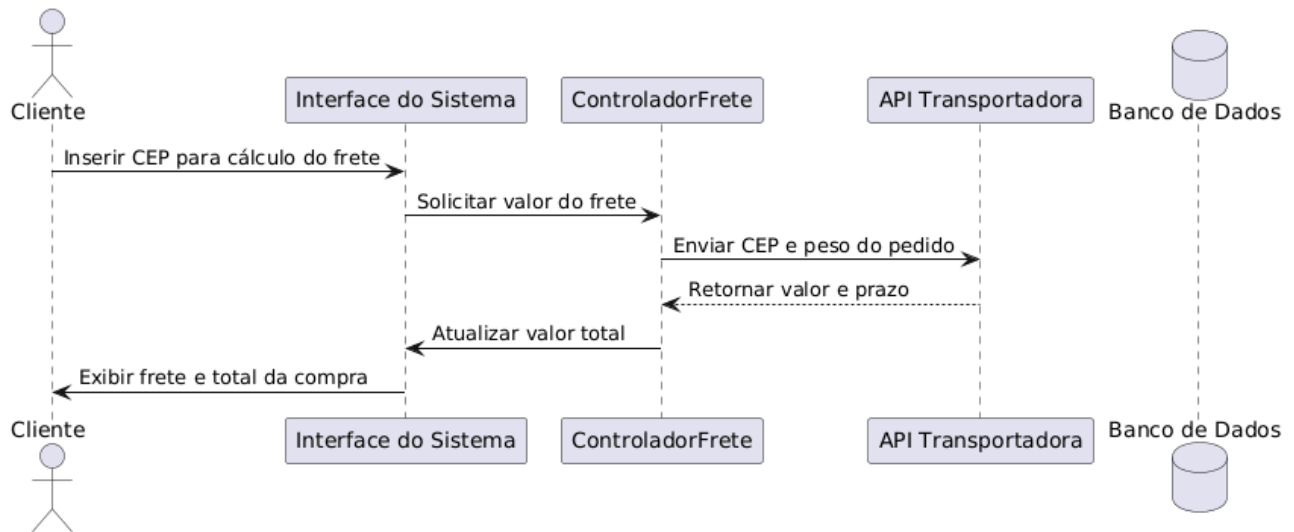 Cliente
Interface do Sistema
ControladorFrete
API Transportadora
Banco de Dados
Inserir CEP para cálculo do frete
Solicitar valor do frete
Enviar CEP e peso do pedido
Retornar valor e prazo
Atualizar valor total
Exibir frete e total da compra
Cliente
Interface do Sistema
ControladorFrete
API Transportadora
Banco de Dados